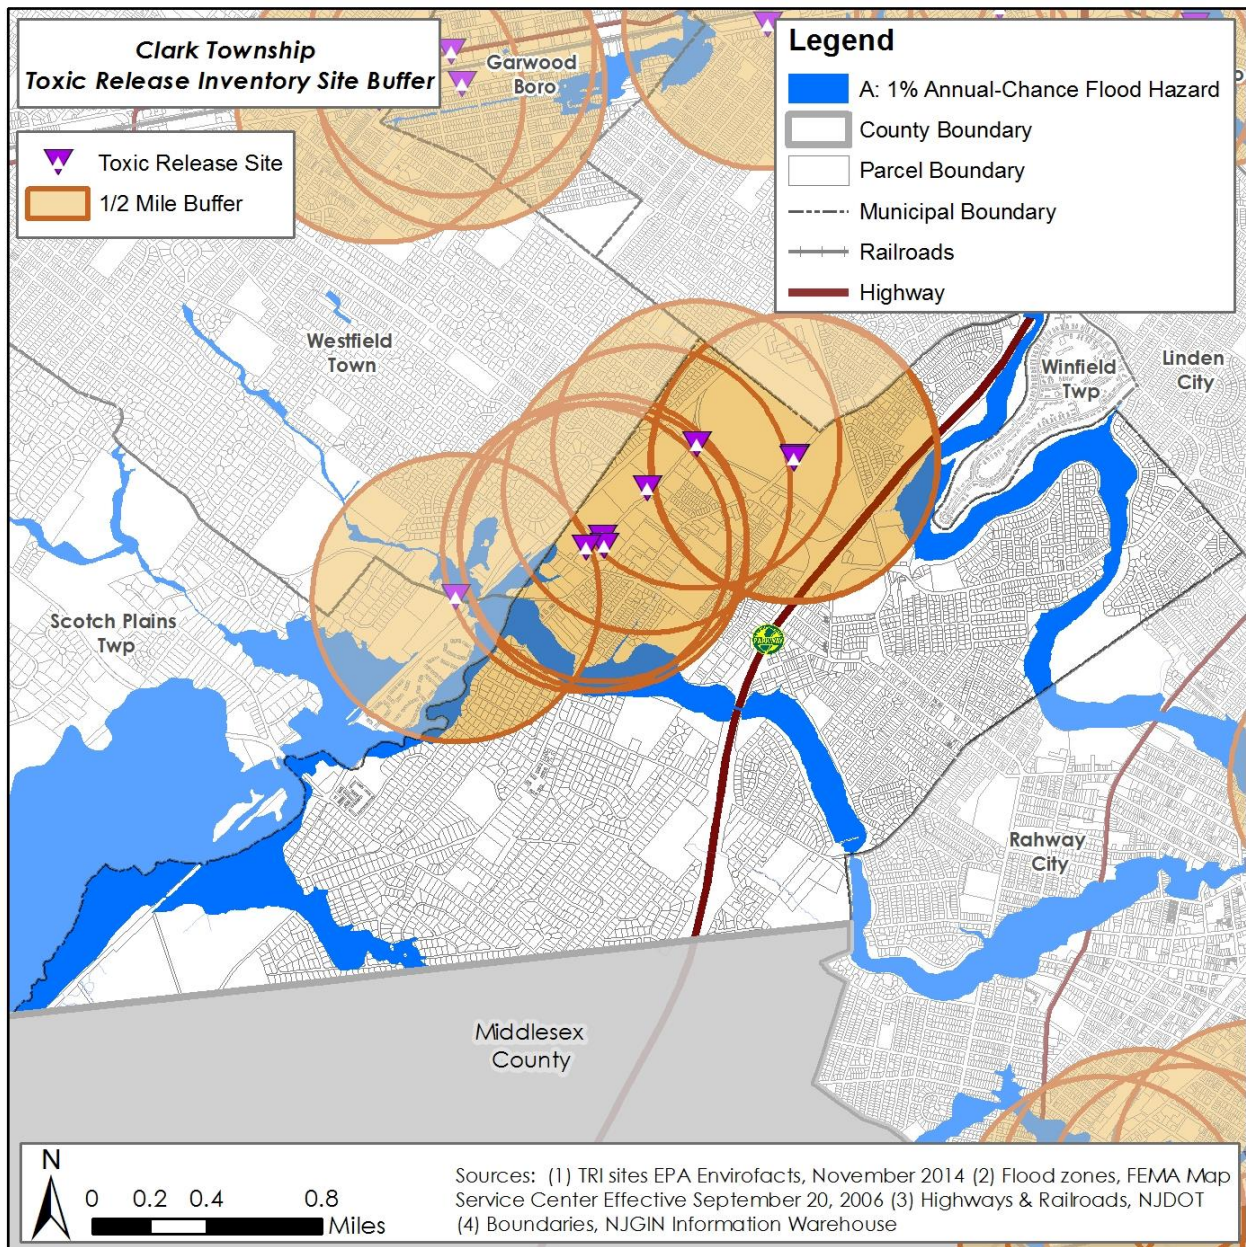 Clark Township
Toxic Release Inventory Site Buffer
Toxic Release Site
1/2 Mile Buffer
Legend
A: 1% Annual-Chance Flood Hazard
County Boundary
Parcel Boundary
Municipal Boundary
Railroads
Highway
Garwood
Boro
Westfield
Town
Winfield
Twp
Linden
City
Scotch Plains
Twp
PARKWAY
Rahway
City
Middlesex
County
N
0 0.2 0.4 0.8
Miles
Sources: (1) TRI sites EPA Envirofacts, November 2014 (2) Flood zones, FEMA Map
Service Center Effective September 20, 2006 (3) Highways & Railroads, NJDOT
(4) Boundaries, NJGIN Information Warehouse